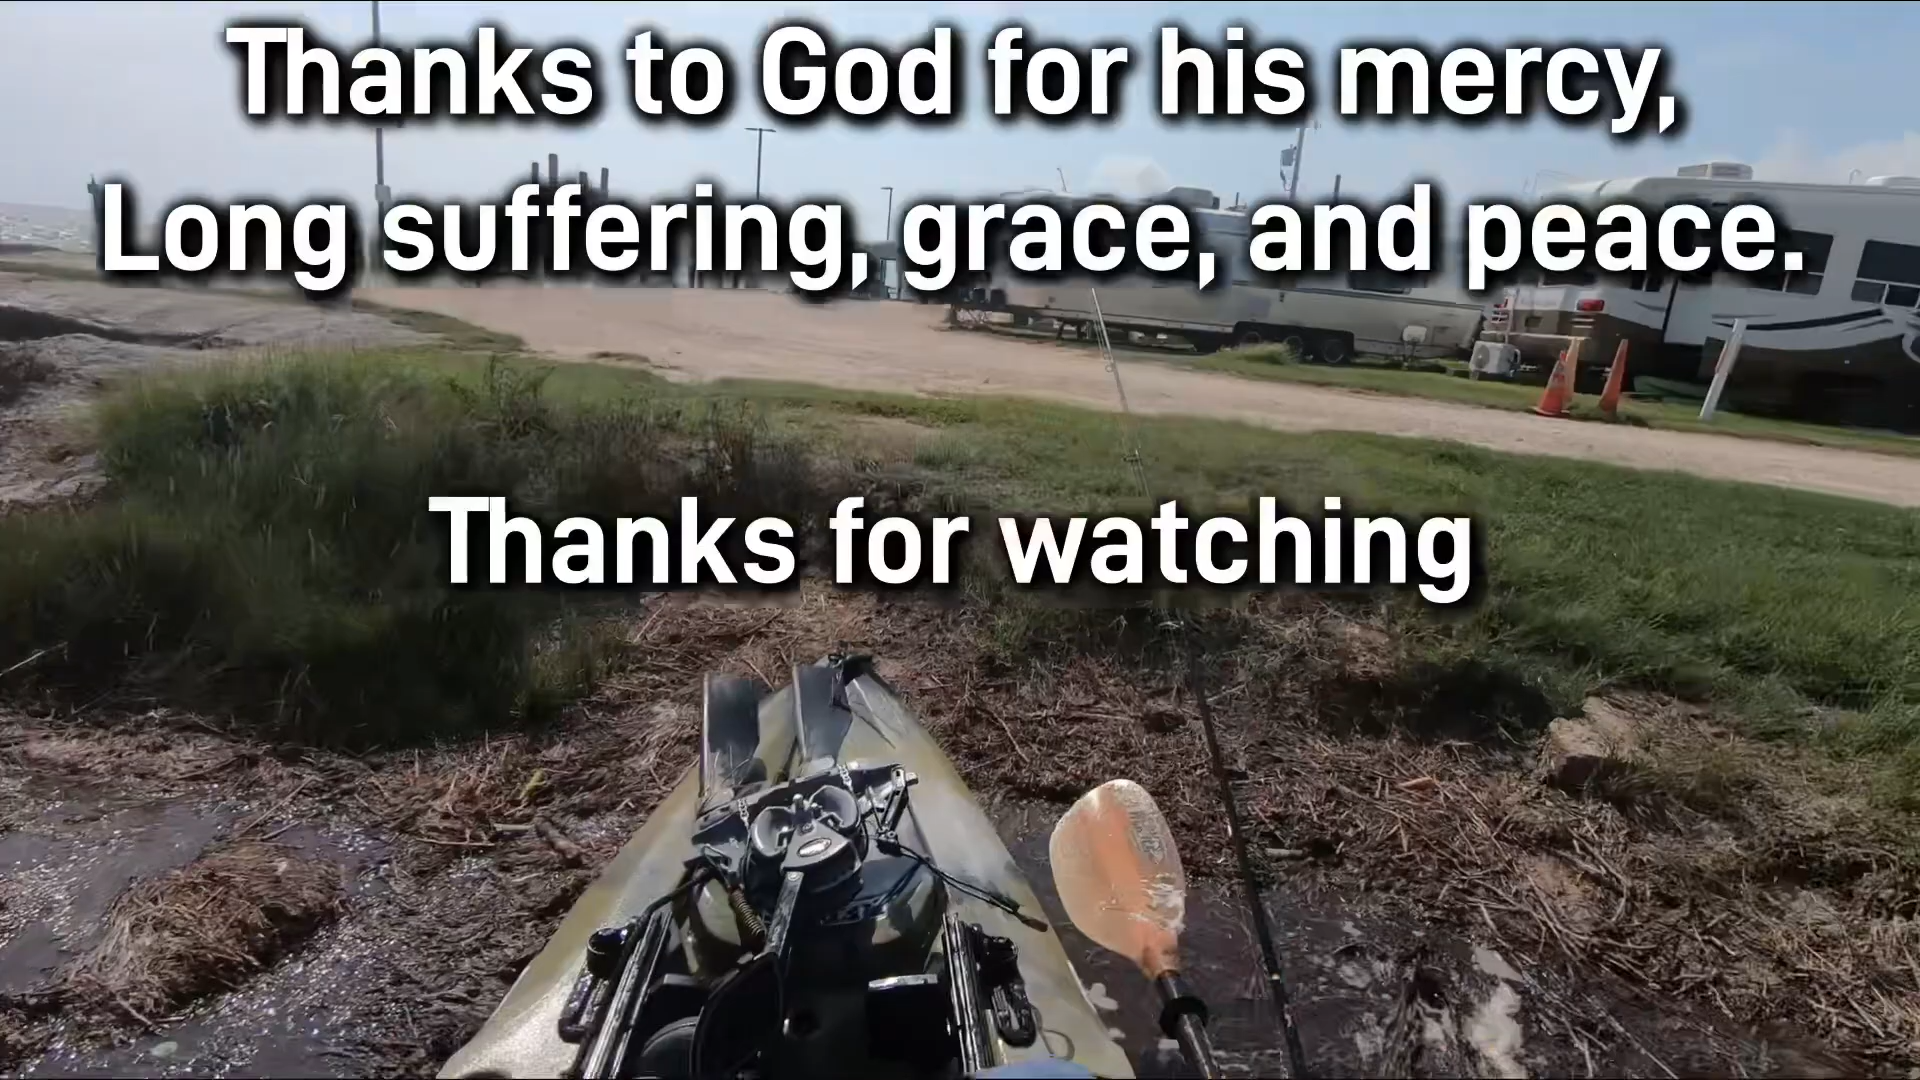 Thanks to God for his mercy,
Long suffering, grace, and peace.
Thanks for watching